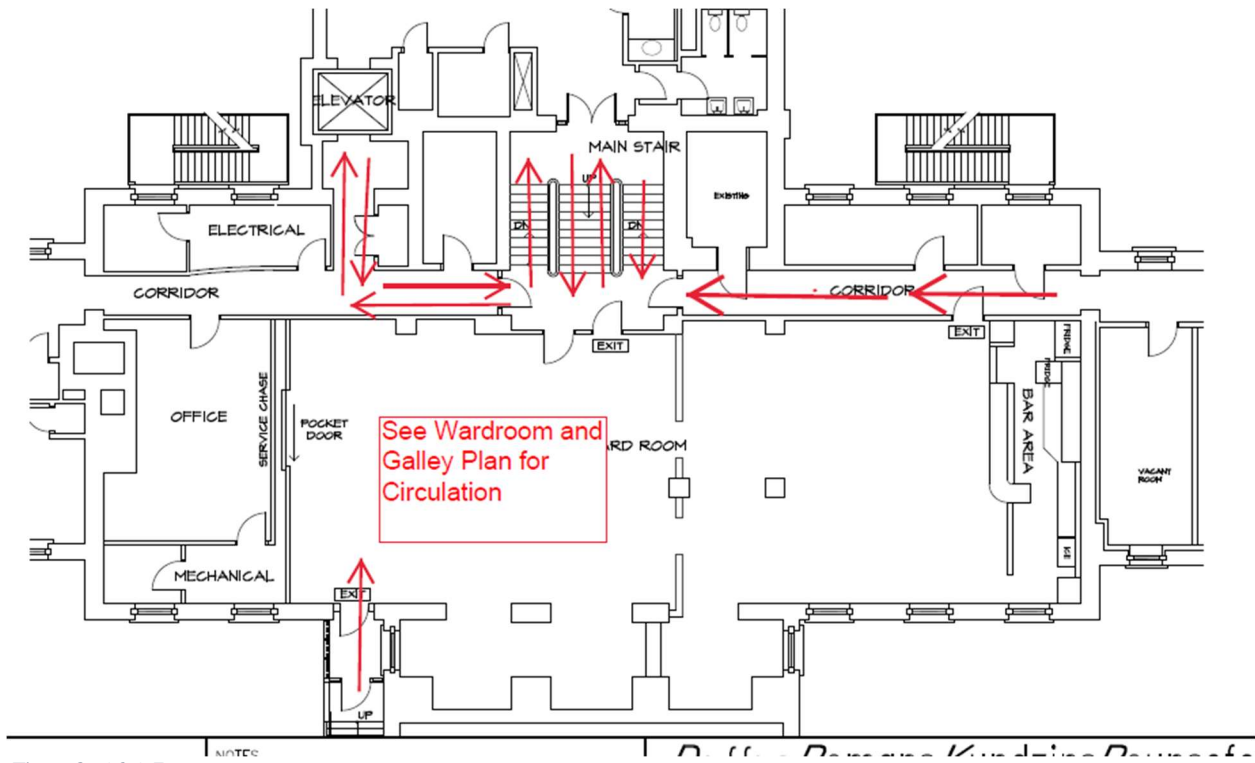 ELEVATOR
MAIN STAIR
UP
EXISTING
ELECTRICAL
DN
DN
CORRIDOR
CORRIDOR
EXIT
EXIT
FRIDGE
FRIDGE
OFFICE
SERVICE CHASE
POCKET
DOOR
See Wardroom and
Galley Plan for
Circulation
ARD ROOM
BAR AREA
VACANT
ROOM
ICE
MECHANICAL
EXIT
UP
NOTES